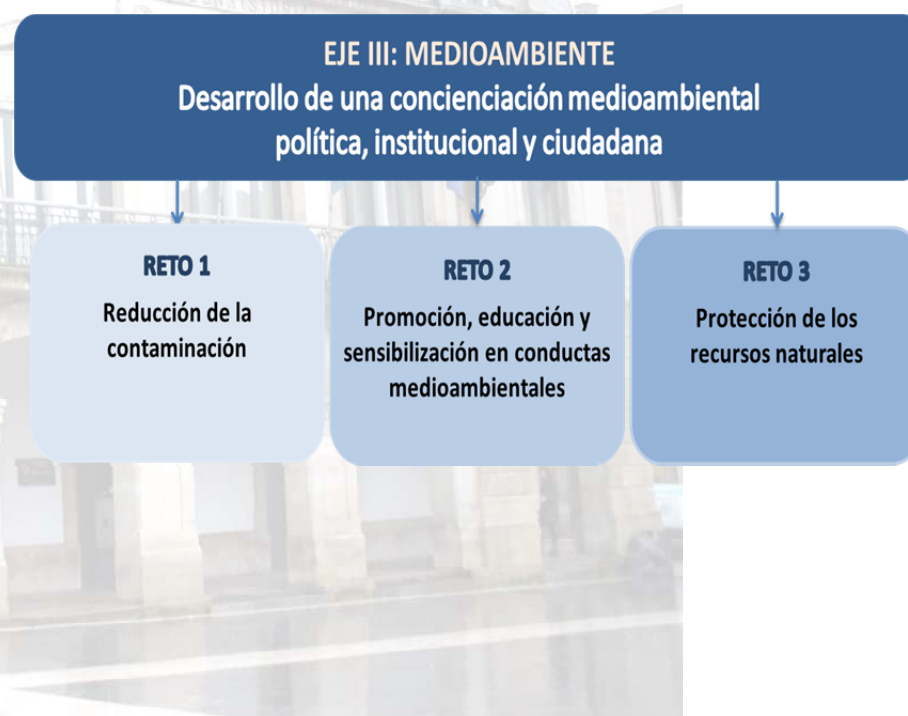 EJE III: MEDIOAMBIENTE
Desarrollo de una concienciación medioambiental
política, institucional y ciudadana
RETO 1
Reducción de la
contaminación
RETO 2
Promoción, educación y
sensibilización en conductas
medioambientales
RETO 3
Protección de los
recursos naturales